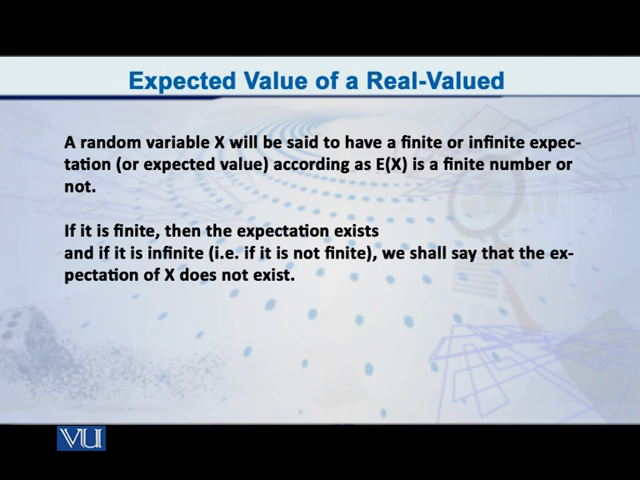 Expected Value of a Real-Valued
A random variable X will be said to have a finite or infinite expec-
tation (or expected value) according as E(X) is a finite number or
not.
If it is finite, then the expectation exists
and if it is infinite (i.e. if it is not finite), we shall say that the ex-
pectation of X does not exist.
VU